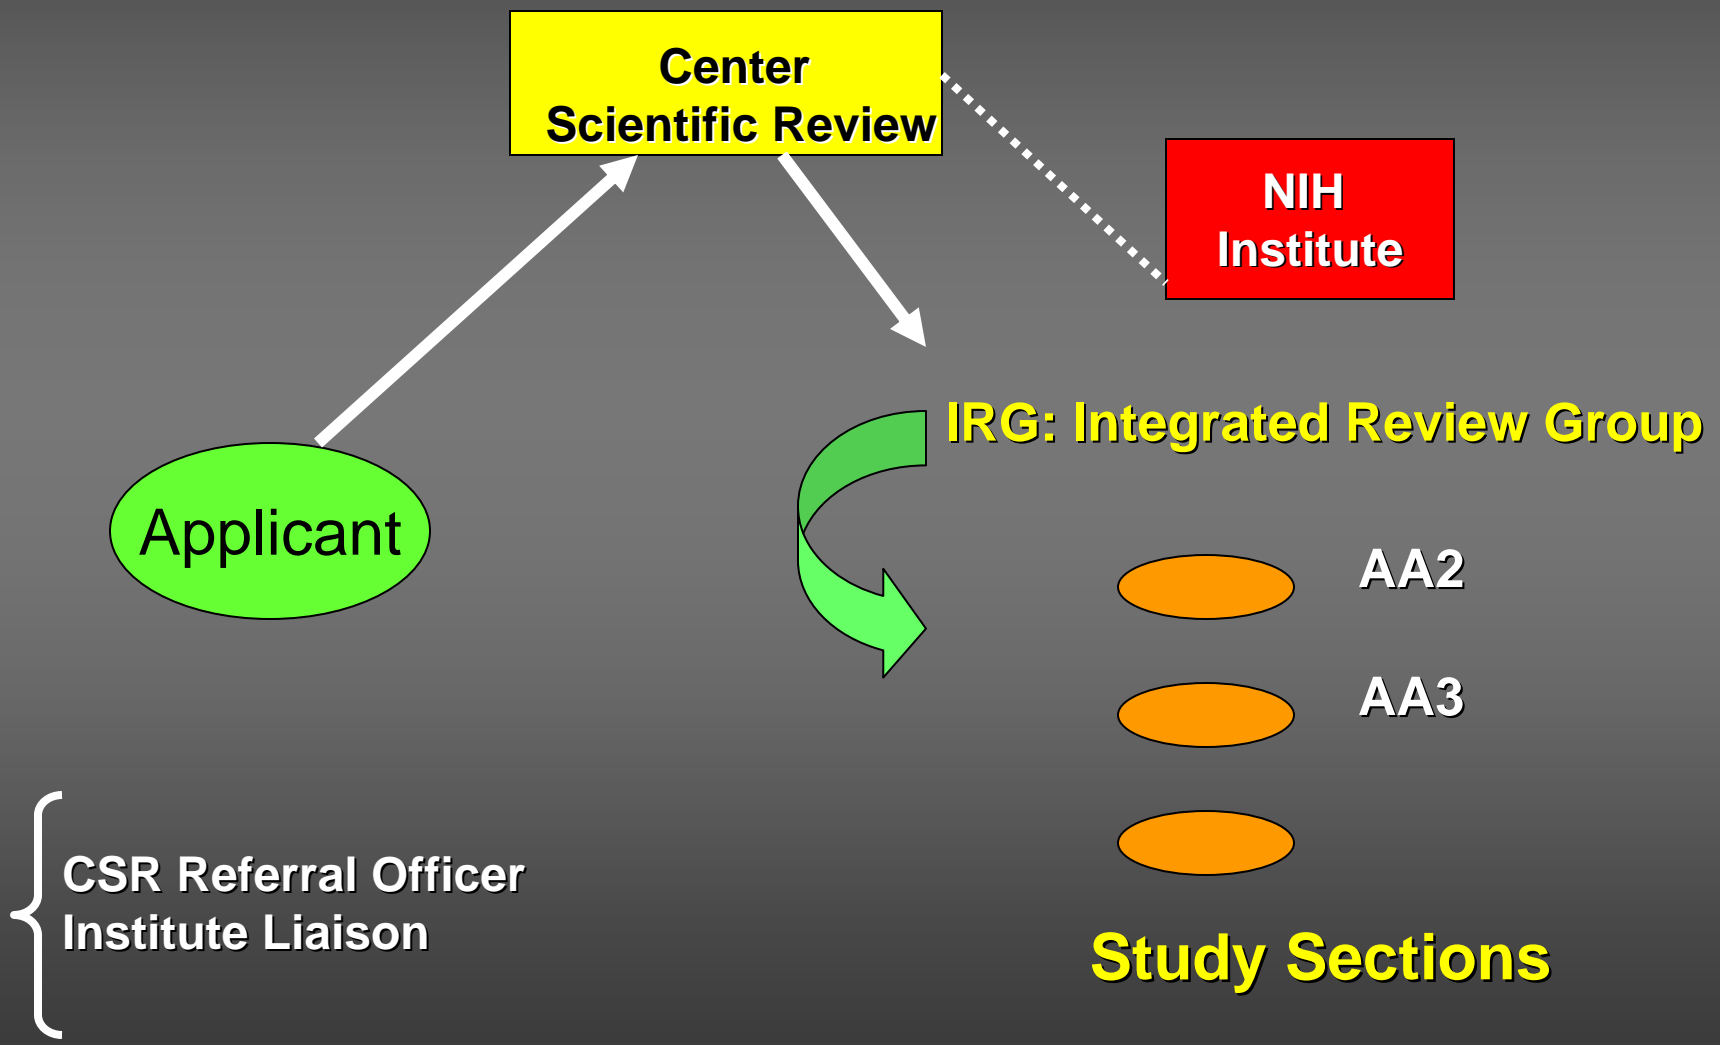 Center
Scientific Review
NIH
Institute
IRG: Integrated Review Group
Applicant
AA2
AA3
CSR Referral Officer
Institute Liaison
Study Sections